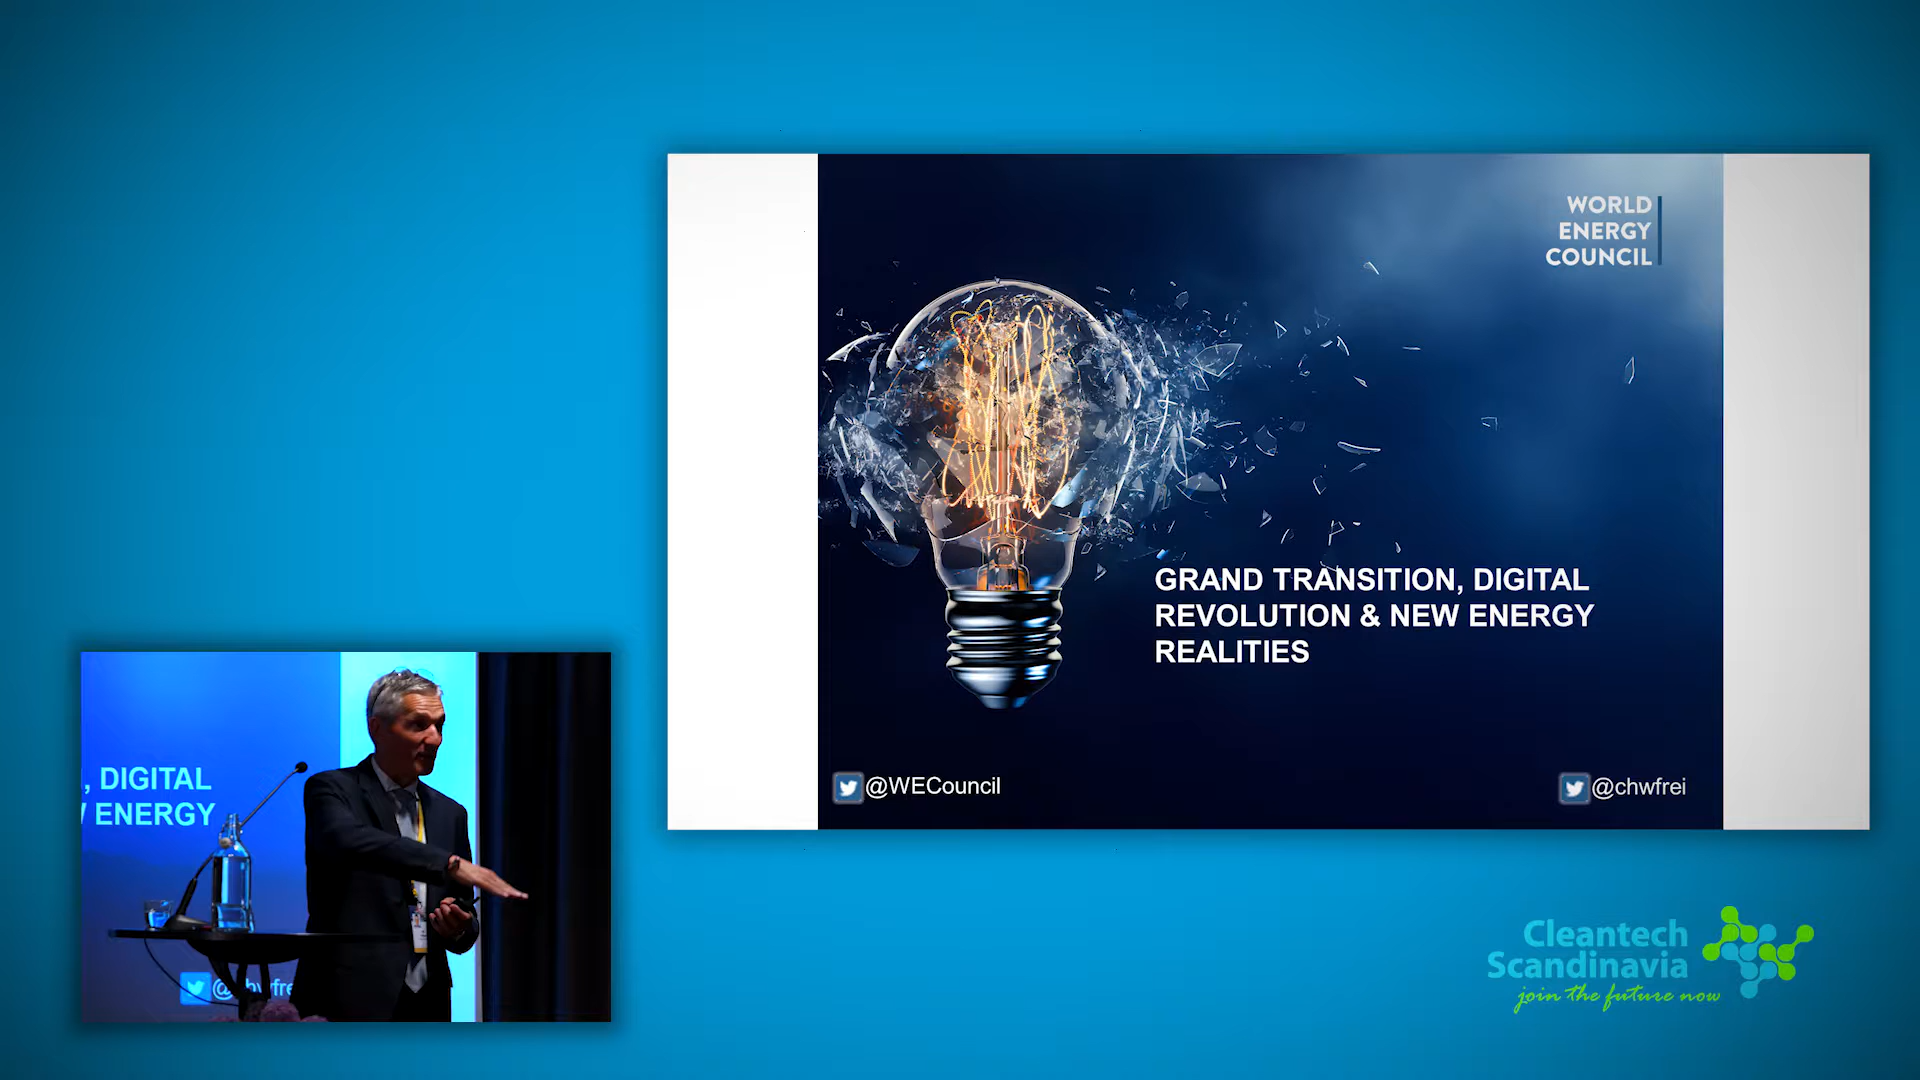 WORLD
ENERGY
COUNCIL
GRAND TRANSITION, DIGITAL
REVOLUTION & NEW ENERGY
REALITIES
@WECouncil
@chwfrei
, DIGITAL
ENERGY
@chwfre
Cleantech
Scandinavia
join the future now